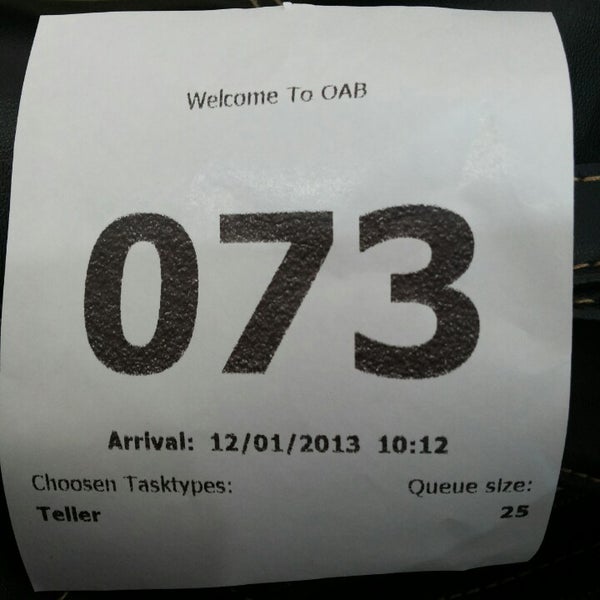 Welcome To OAB
073
Arrival: 12/01/2013 10:12
Choosen Tasktypes: Queue size:
Teller 25